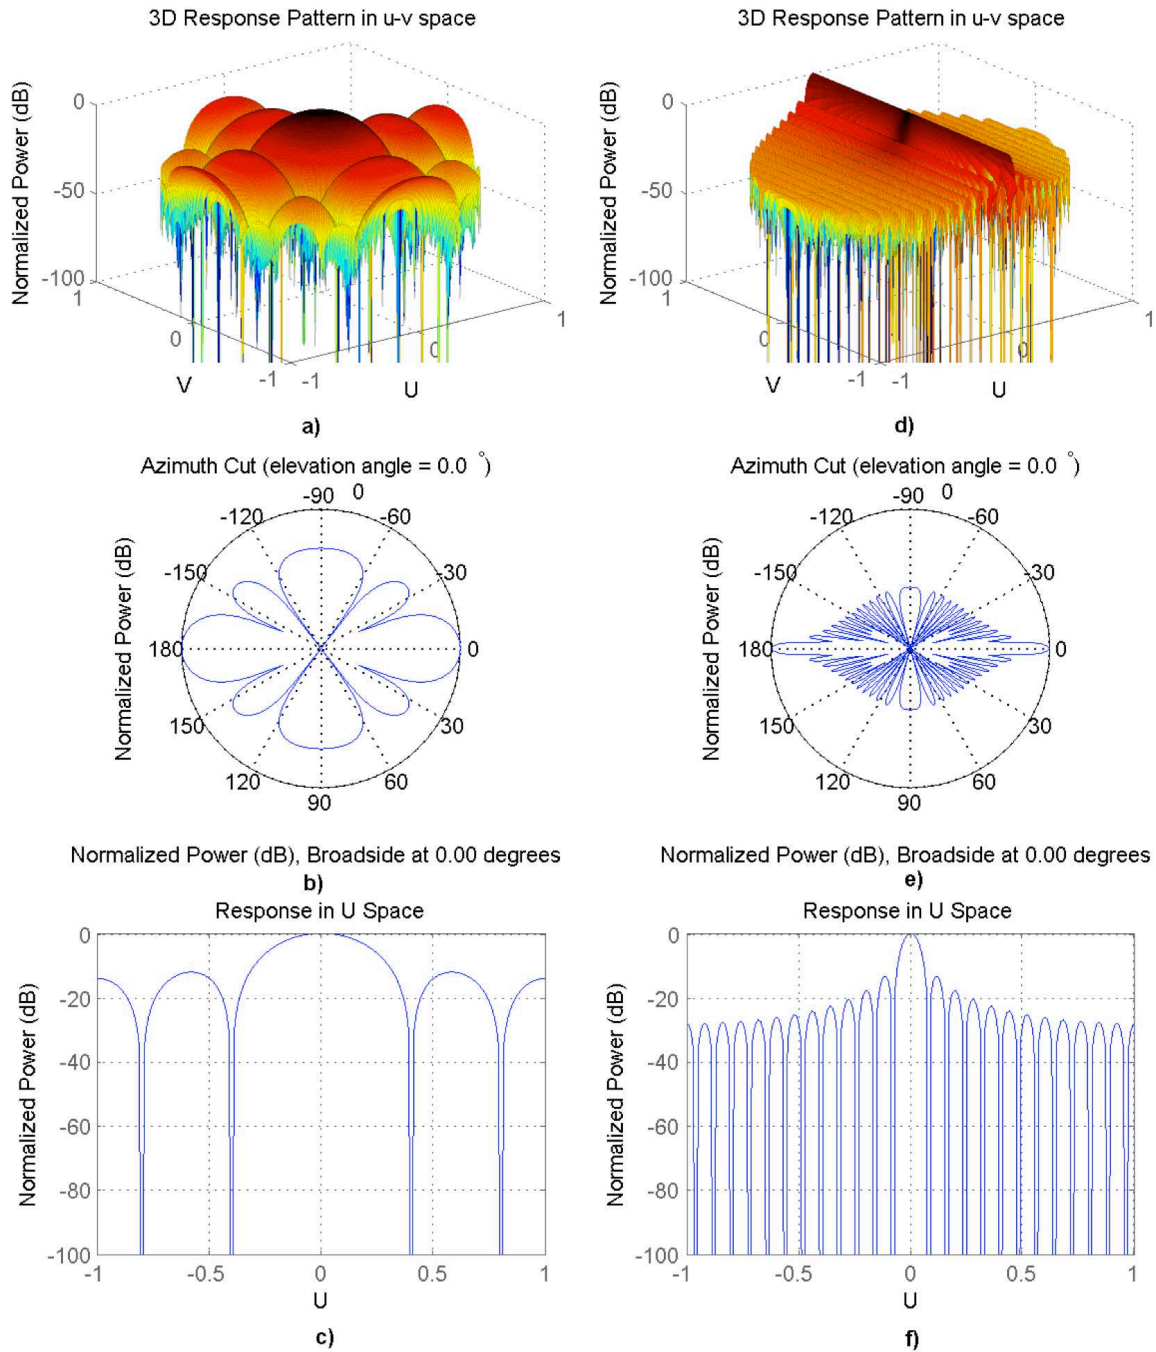 3D Response Pattern in u-v space
Normalized Power (dB)
0
-50
-100
1
0
-1
V
-1
0
1
U
a)
3D Response Pattern in u-v space
Normalized Power (dB)
0
-50
-100
1
0
-1
V
-1
0
1
U
d)
Azimuth Cut (elevation angle = 0.0 °)
Normalized Power (dB)
-90 0
-120 -60
-150 -30
180 0
150 30
120 60
90
Normalized Power (dB), Broadside at 0.00 degrees
b)
Azimuth Cut (elevation angle = 0.0 °)
Normalized Power (dB)
-90 0
-120 -60
-150 -30
180 0
150 30
120 60
90
Normalized Power (dB), Broadside at 0.00 degrees
e)
Response in U Space
Normalized Power (dB)
0
-20
-40
-60
-80
-100
-1 -0.5 0 0.5 1
U
c)
Response in U Space
Normalized Power (dB)
0
-20
-40
-60
-80
-100
-1 -0.5 0 0.5 1
U
f)